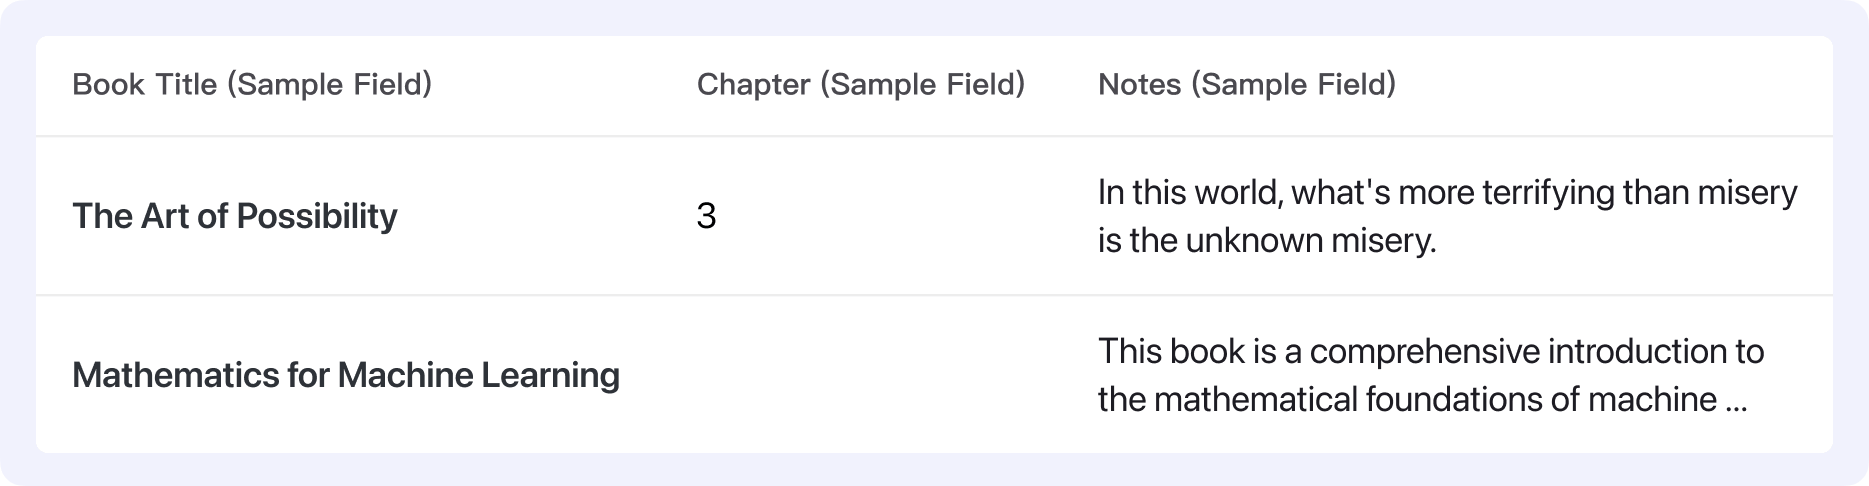 Book Title (Sample Field) Chapter (Sample Field) Notes (Sample Field)
The Art of Possibility 3 In this world, what's more terrifying than misery
is the unknown misery.
Mathematics for Machine Learning This book is a comprehensive introduction to
the mathematical foundations of machine ...